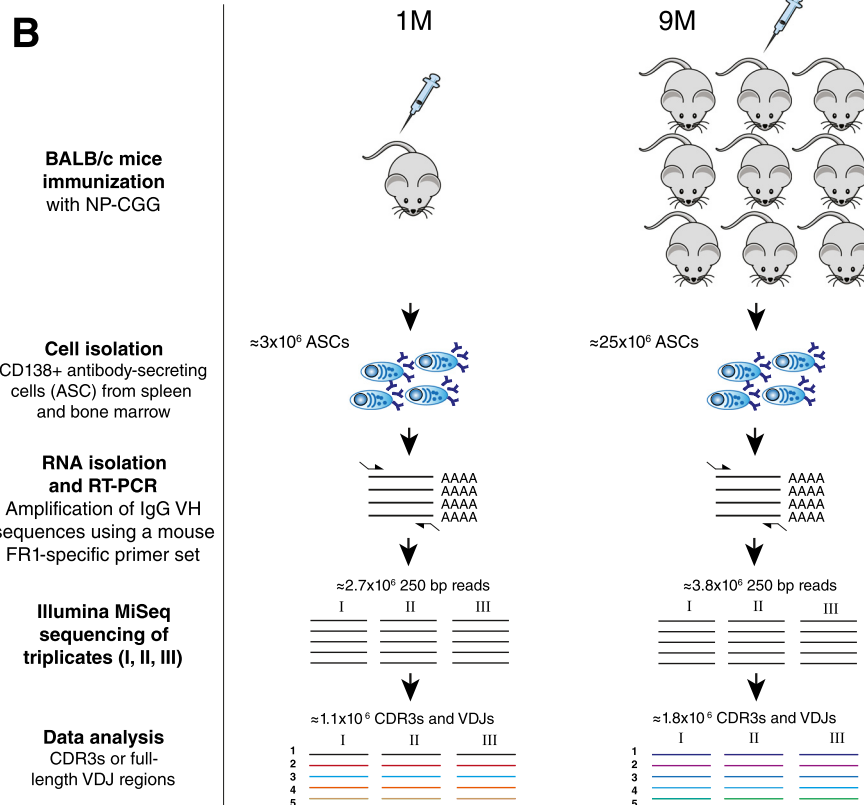 B
1M
9M
BALB/c mice
immunization
with NP-CGG
Cell isolation
CD138+ antibody-secreting
cells (ASC) from spleen
and bone marrow
≈3x10⁶ ASCs
≈25x10⁶ ASCs
RNA isolation
and RT-PCR
Amplification of IgG VH
sequences using a mouse
FR1-specific primer set
AAAA
AAAA
AAAA
AAAA
AAAA
AAAA
AAAA
AAAA
Illumina MiSeq
sequencing of
triplicates (I, II, III)
≈2.7x10⁶ 250 bp reads
I II III
≈3.8x10⁶ 250 bp reads
I II III
Data analysis
CDR3s or full-
length VDJ regions
≈1.1x10⁶ CDR3s and VDJs
I II III
1
2
3
4
5
≈1.8x10⁶ CDR3s and VDJs
I II III
1
2
3
4
5